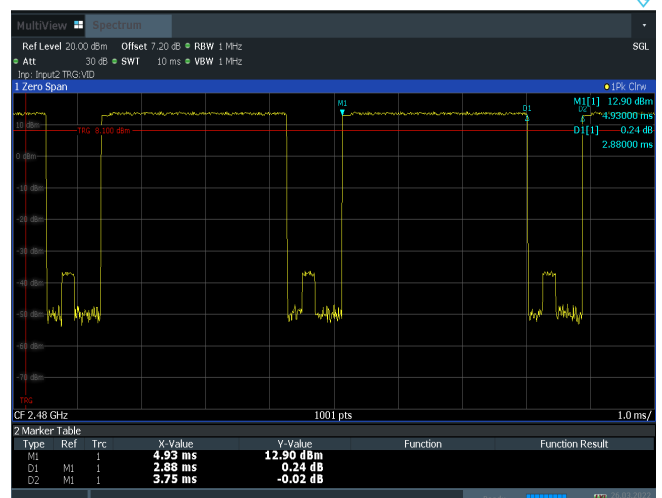 MultiView Spectrum
Ref Level 20.00 dBm Offset 7.20 dB RBW 1 MHz SGL
Att 30 dB SWT 10 ms VBW 1 MHz
Inp: Input2 TRG:VID
1 Zero Span 1Pk Clrw
M1 D1 D2 M1[1] 12.90 dBm
4.93000 ms
10 dBm TRG 8.100 dBm D1[1] 0.24 dB
2.88000 ms
0 dBm
-10 dBm
-20 dBm
-30 dBm
-40 dBm
-50 dBm
-60 dBm
-70 dBm
TRG
CF 2.48 GHz 1001 pts 1.0 ms/
2 Marker Table
Type Ref Trc X-Value Y-Value Function Function Result
M1 1 4.93 ms 12.90 dBm
D1 M1 1 2.88 ms 0.24 dB
D2 M1 1 3.75 ms -0.02 dB